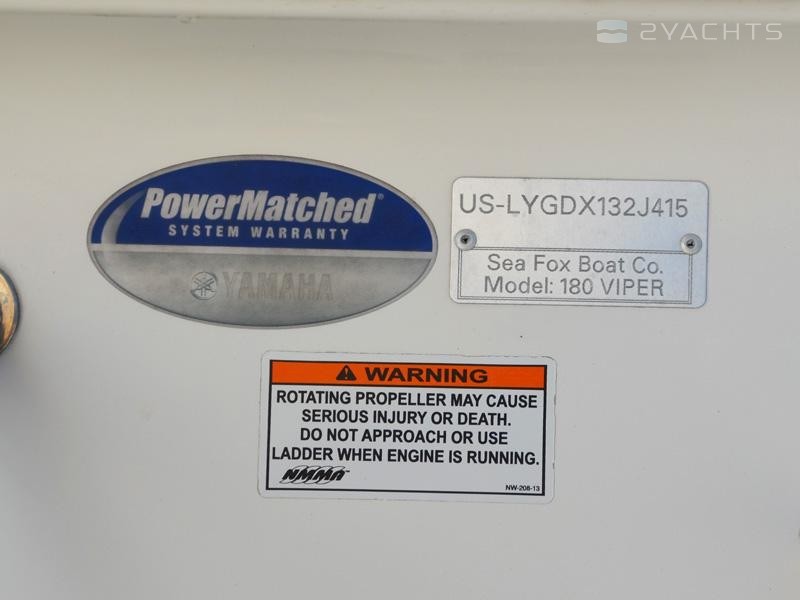 2YACHTS
PowerMatched®
SYSTEM WARRANTY
YAMAHA
US-LYGDX132J415
Sea Fox Boat Co.
Model: 180 VIPER
WARNING
ROTATING PROPELLER MAY CAUSE
SERIOUS INJURY OR DEATH.
DO NOT APPROACH OR USE
LADDER WHEN ENGINE IS RUNNING.
NMMA™
NW-208-13